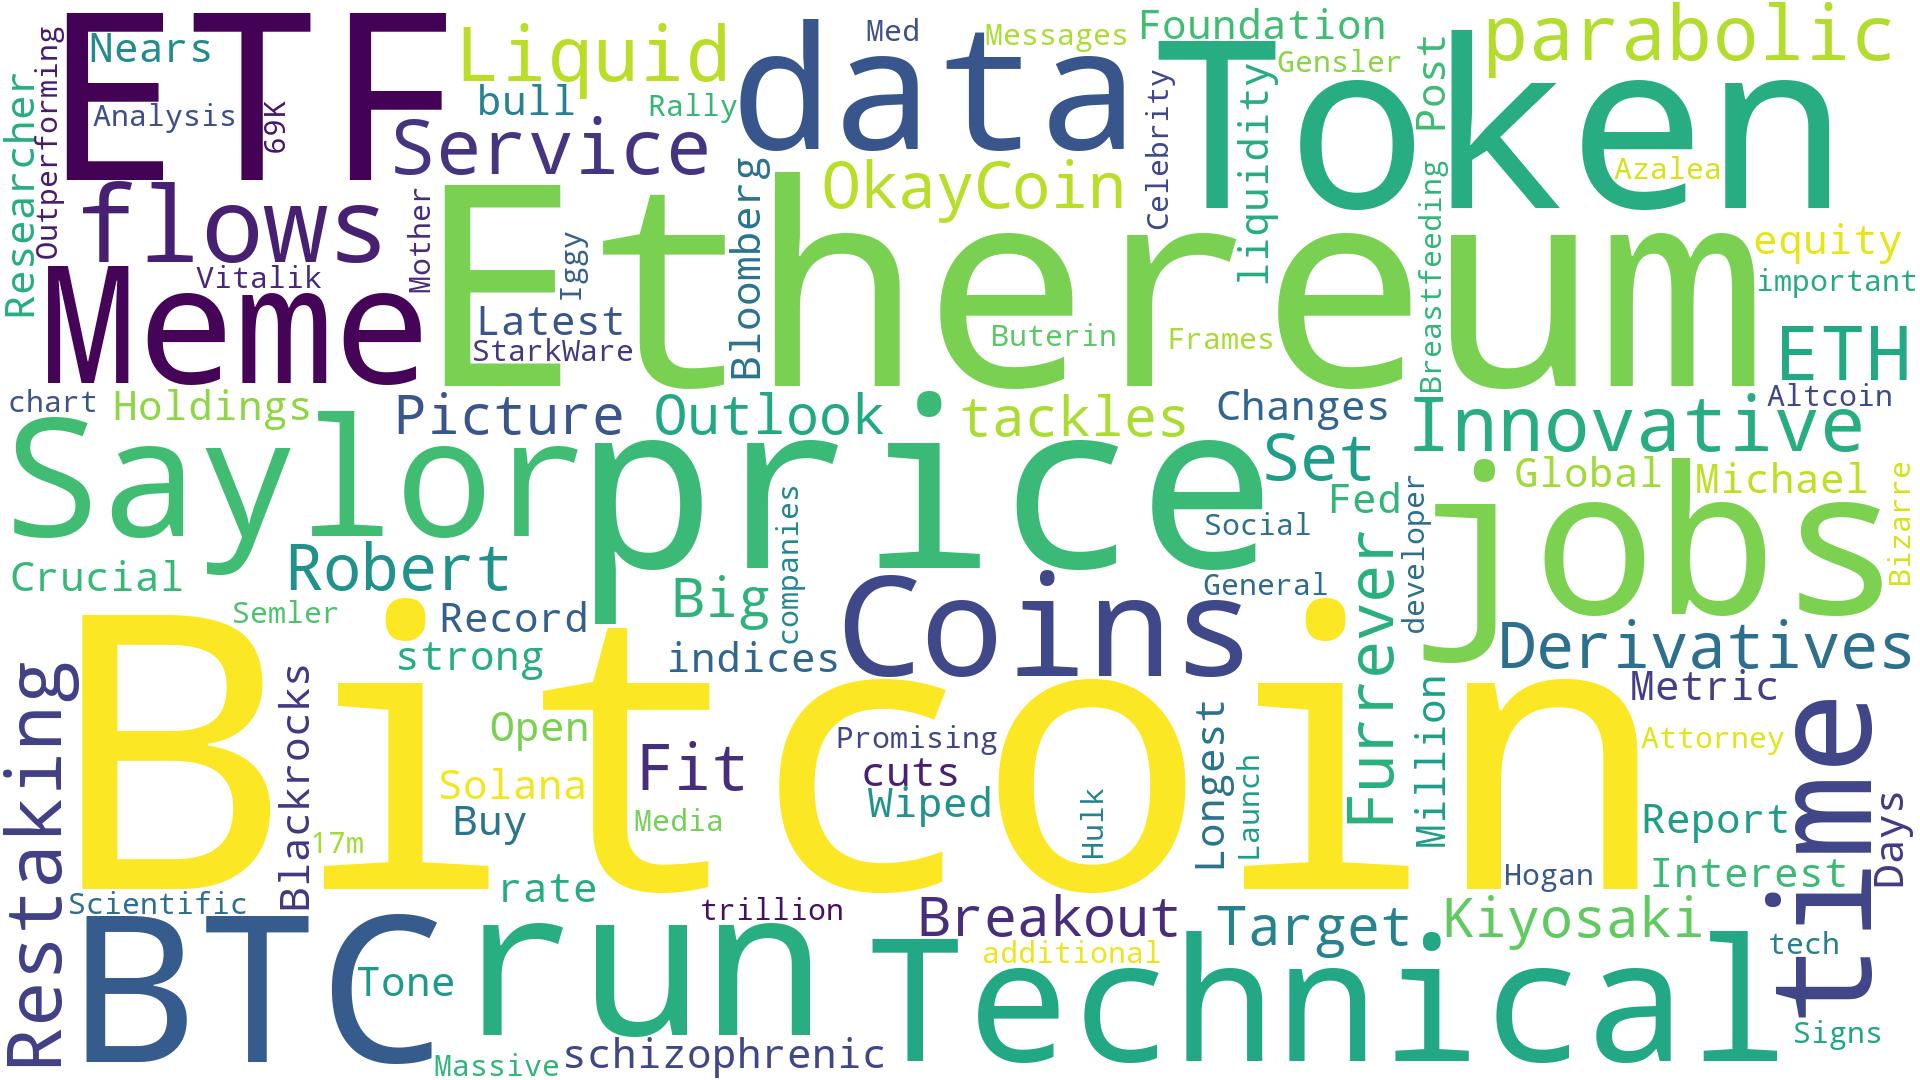 ETF
Nears
Liquid
data
Med
Messages
Foundation
Token
Gensler
Post
parabolic
Outperforming
Researcher
Analysis
69K
bull
Rally
Service
Celebrity
liquidity
Azalea
flows
Mother
Bloomberg
OkayCoin
Breastfeeding
Ethereum
equity
important
Vitalik
Meme
Iggy
Latest
StarkWare
Buterin
Frames
ETH
Altcoin
chart
Holdings
Picture
Outlook
tackles
Changes
Innovative
Saylor
price
Set
Global
Michael
Bizarre
jobs
Fed
developer
Social
companies
Crucial
Robert
Big
Coins
General
Furrever
Semler
Record
strong
indices
Derivatives
Metric
Bitcoin
Restaking
Blackrocks
Open
Fit
Promising
cuts
Longest
Launch
Million
Attorney
time
Solana
Buy
Media
Wiped
Hulk
Report
Days
17m
Hogan
Interest
Scientific
rate
trillion
Breakout
Target
Kiyosaki
BTC
Tone
run
additional
Technical
tech
Signs
Massive
schizophrenic